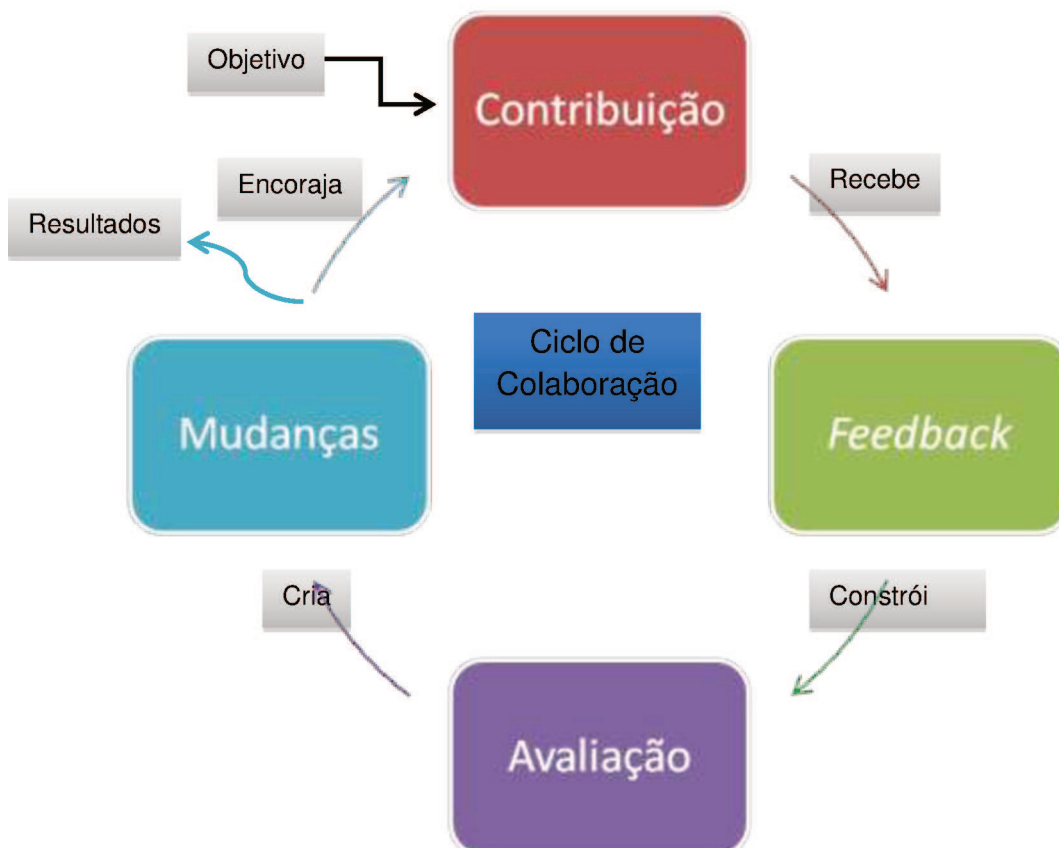 Objetivo
Contribuição
Encoraja
Recebe
Resultados
Ciclo de
Colaboração
Mudanças
Feedback
Cria
Constrói
Avaliação